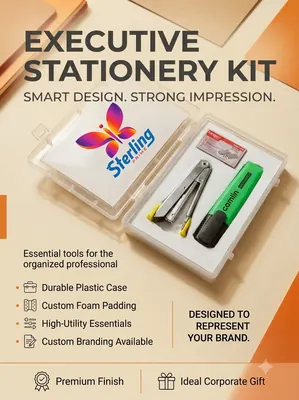 EXECUTIVE
STATIONERY KIT
SMART DESIGN. STRONG IMPRESSION.
Sterling
camlin
Essential tools for the
organized professional
Durable Plastic Case
Custom Foam Padding
High-Utility Essentials
Custom Branding Available
DESIGNED TO
REPRESENT
YOUR BRAND.
Premium Finish
Ideal Corporate Gift